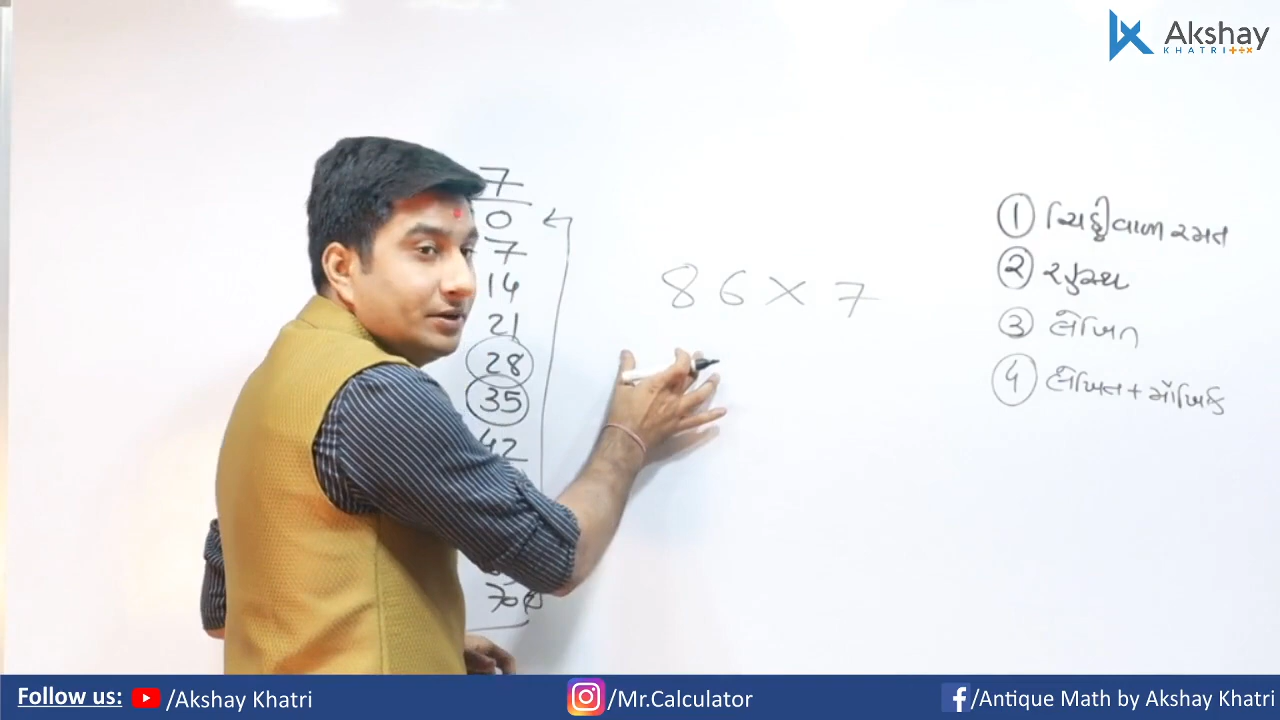 Akshay
KHATRI+÷×
7
0
7
14
21
28
35
42
70
86 × 7
1 ચિઠ્ઠીવાળ રમત
2
3 લેખિત
4 લેખિત + મૌખિક
Follow us: /Akshay Khatri
/Mr.Calculator
/Antique Math by Akshay Khatri